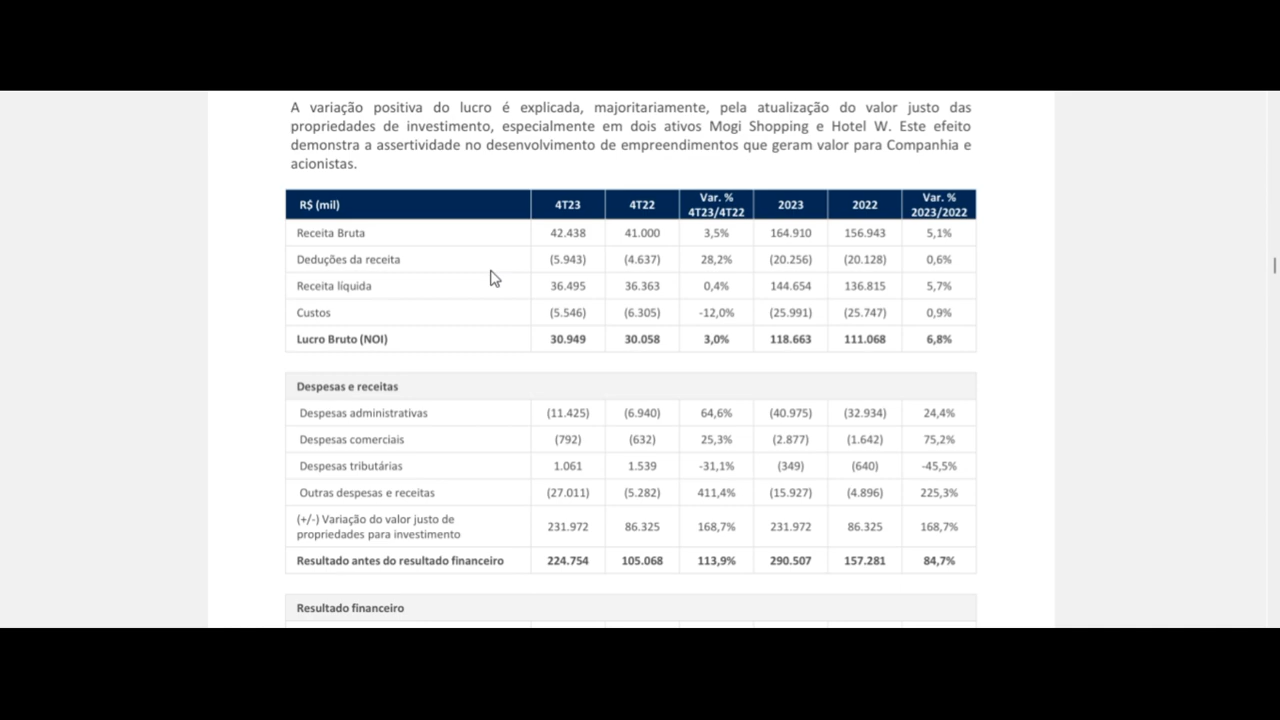 A variação positiva do lucro é explicada, majoritariamente, pela atualização do valor justo das
propriedades de investimento, especialmente em dois ativos Mogi Shopping e Hotel W. Este efeito
demonstra a assertividade no desenvolvimento de empreendimentos que geram valor para Companhia e
acionistas.
R$ (mil) 4T23 4T22 Var. % 4T23/4T22 2023 2022 Var. % 2023/2022
Receita Bruta 42.438 41.000 3,5% 164.910 156.943 5,1%
Deduções da receita (5.943) (4.637) 28,2% (20.256) (20.128) 0,6%
Receita líquida 36.495 36.363 0,4% 144.654 136.815 5,7%
Custos (5.546) (6.305) -12,0% (25.991) (25.747) 0,9%
Lucro Bruto (NOI) 30.949 30.058 3,0% 118.663 111.068 6,8%
Despesas e receitas
Despesas administrativas (11.425) (6.940) 64,6% (40.975) (32.934) 24,4%
Despesas comerciais (792) (632) 25,3% (2.877) (1.642) 75,2%
Despesas tributárias 1.061 1.539 -31,1% (349) (640) -45,5%
Outras despesas e receitas (27.011) (5.282) 411,4% (15.927) (4.896) 225,3%
(+/-) Variação do valor justo de
propriedades para investimento 231.972 86.325 168,7% 231.972 86.325 168,7%
Resultado antes do resultado financeiro 224.754 105.068 113,9% 290.507 157.281 84,7%
Resultado financeiro